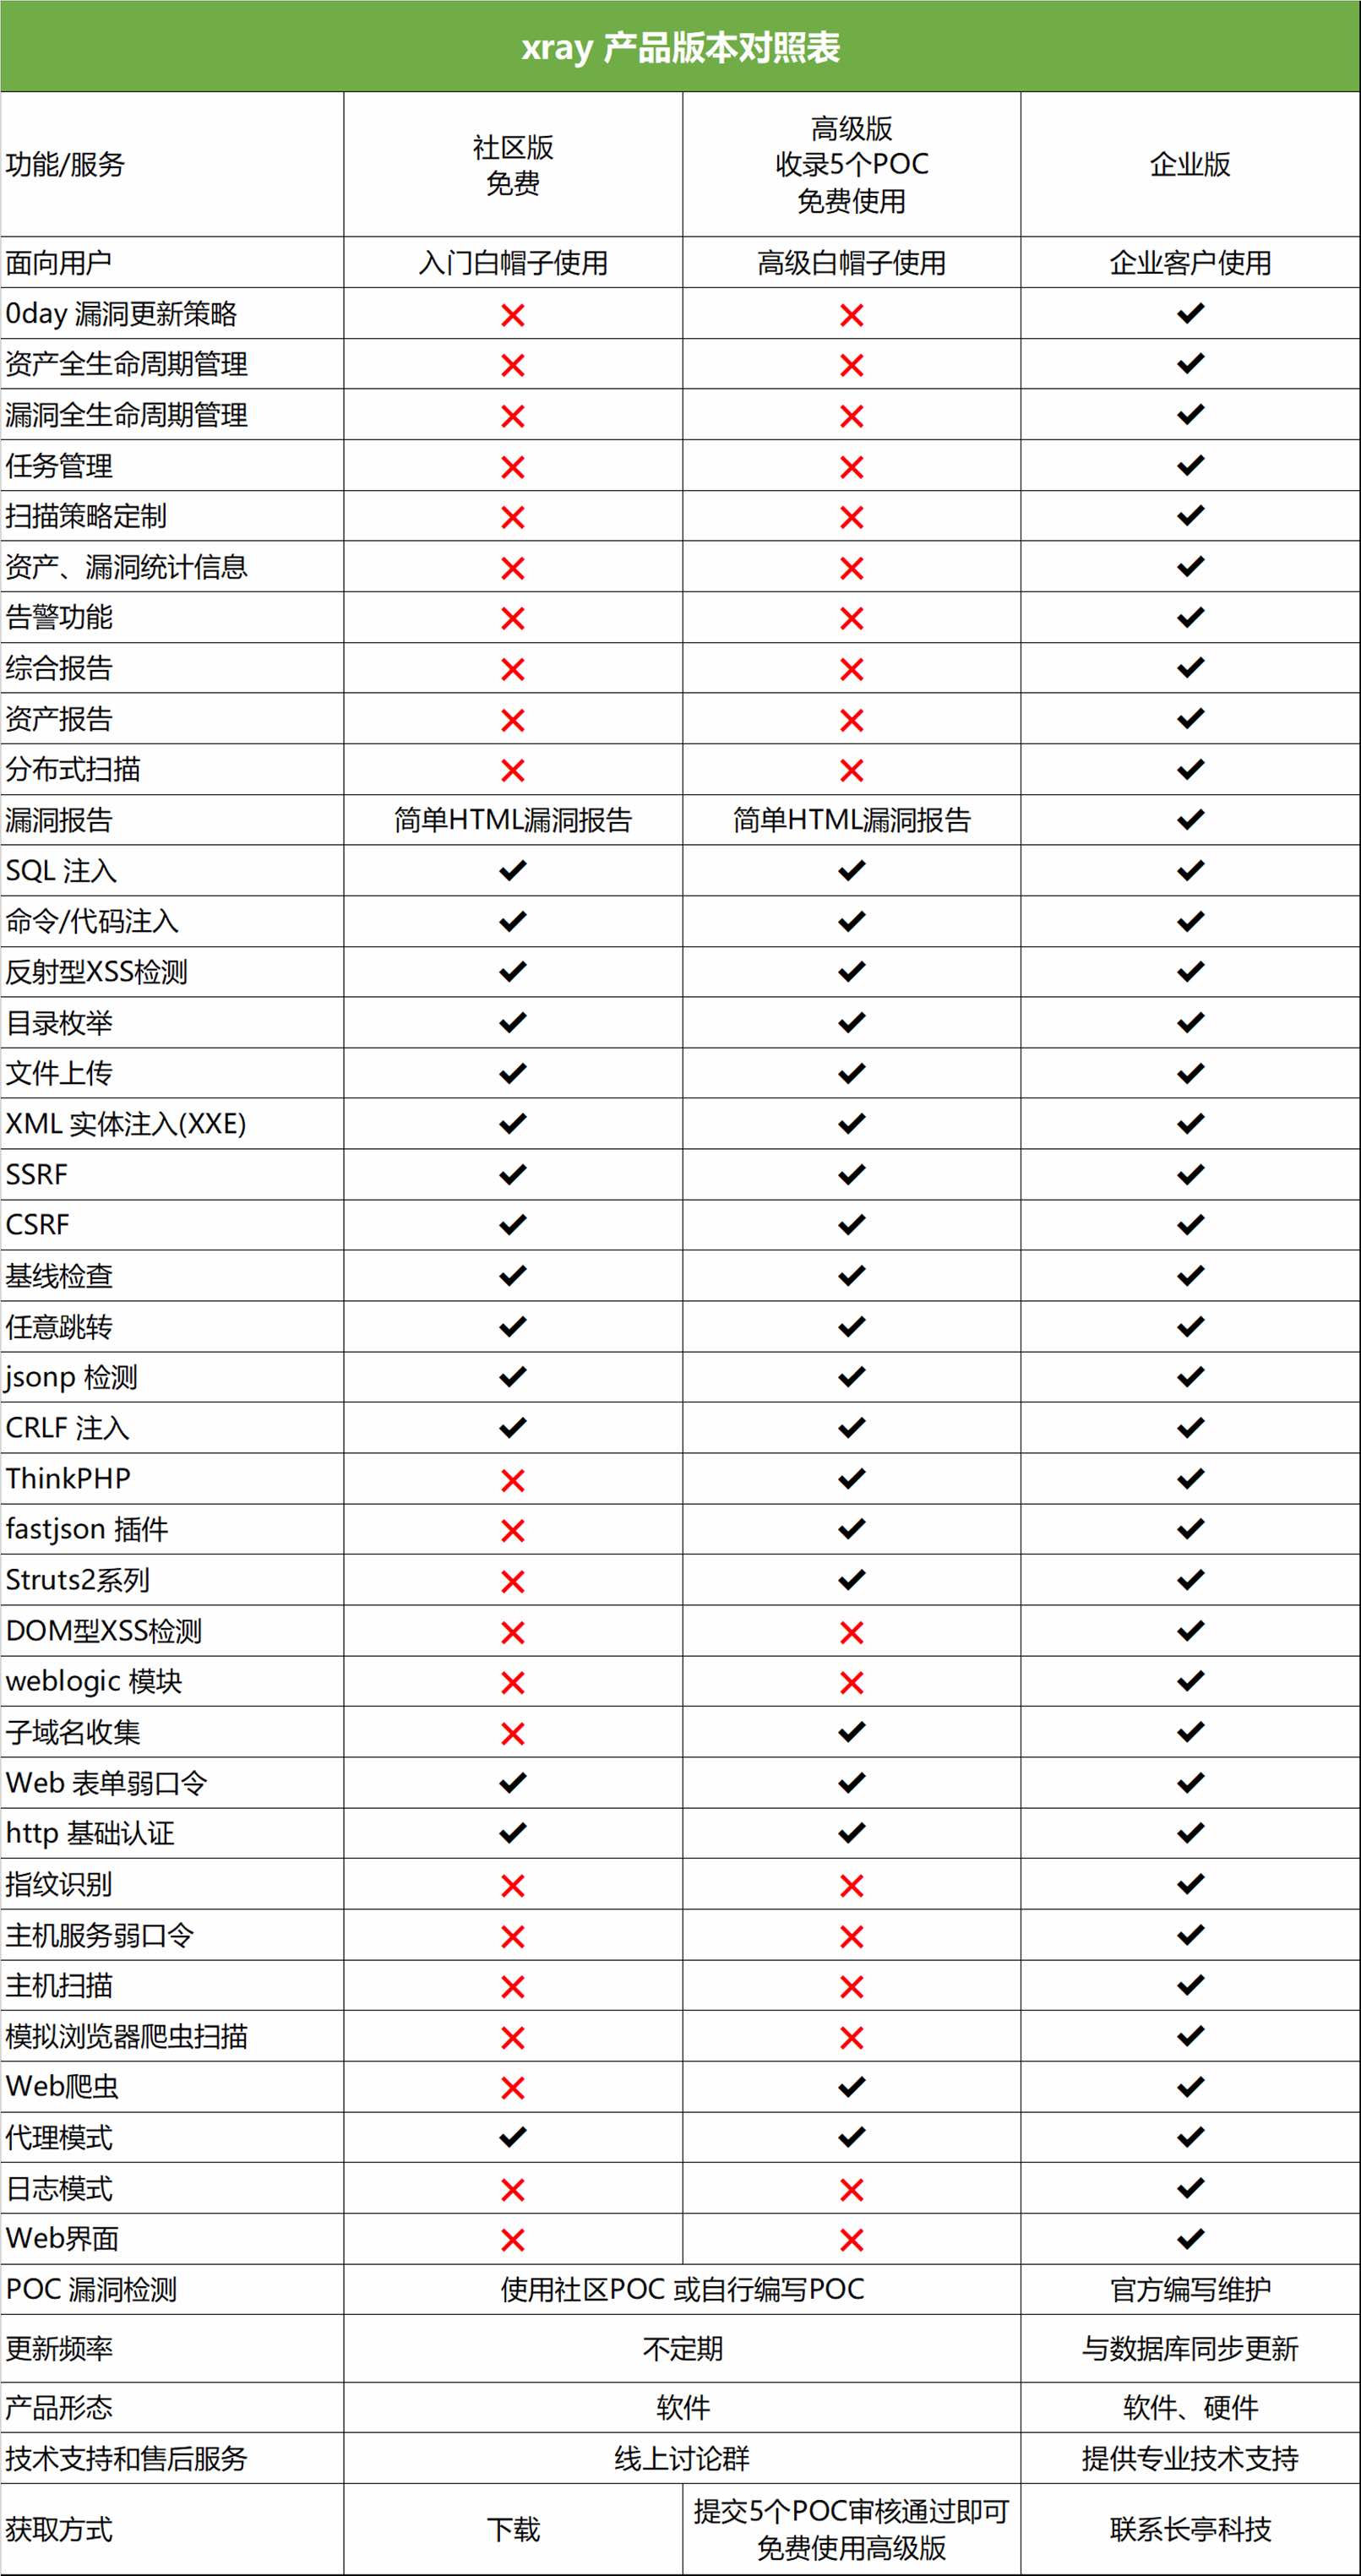 xray 产品版本对照表
功能/服务
社区版
免费
高级版
收录5个POC
免费使用
企业版
面向用户 入门白帽子使用 高级白帽子使用 企业客户使用
0day 漏洞更新策略 ❌ ❌ ✔
资产全生命周期管理 ❌ ❌ ✔
漏洞全生命周期管理 ❌ ❌ ✔
任务管理 ❌ ❌ ✔
扫描策略定制 ❌ ❌ ✔
资产、漏洞统计信息 ❌ ❌ ✔
告警功能 ❌ ❌ ✔
综合报告 ❌ ❌ ✔
资产报告 ❌ ❌ ✔
分布式扫描 ❌ ❌ ✔
漏洞报告 简单HTML漏洞报告 简单HTML漏洞报告 ✔
SQL 注入 ✔ ✔ ✔
命令/代码注入 ✔ ✔ ✔
反射型XSS检测 ✔ ✔ ✔
目录枚举 ✔ ✔ ✔
文件上传 ✔ ✔ ✔
XML 实体注入(XXE) ✔ ✔ ✔
SSRF ✔ ✔ ✔
CSRF ✔ ✔ ✔
基线检查 ✔ ✔ ✔
任意跳转 ✔ ✔ ✔
jsonp 检测 ✔ ✔ ✔
CRLF 注入 ✔ ✔ ✔
ThinkPHP ❌ ✔ ✔
fastjson 插件 ❌ ✔ ✔
Struts2系列 ❌ ✔ ✔
DOM型XSS检测 ❌ ❌ ✔
weblogic 模块 ❌ ❌ ✔
子域名收集 ❌ ✔ ✔
Web 表单弱口令 ✔ ✔ ✔
http 基础认证 ✔ ✔ ✔
指纹识别 ❌ ❌ ✔
主机服务弱口令 ❌ ❌ ✔
主机扫描 ❌ ❌ ✔
模拟浏览器爬虫扫描 ❌ ❌ ✔
Web爬虫 ❌ ✔ ✔
代理模式 ✔ ✔ ✔
日志模式 ❌ ❌ ✔
Web界面 ❌ ❌ ✔
POC 漏洞检测 使用社区POC 或自行编写POC 官方编写维护
更新频率 不定期 与数据库同步更新
产品形态 软件 软件、硬件
技术支持和售后服务 线上讨论群 提供专业技术支持
获取方式
下载
提交5个POC审核通过即可
免费使用高级版
联系长亭科技